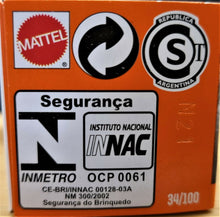 MATTEL
REPUBLICA
S T
ARGENTINA
Segurança
N
INMETRO
INSTITUTO NACIONAL
INNAC
OCP 0061
CE-BRI/INNAC 00128-03A
NM 300/2002
Segurança do Brinquedo
N21
34/100